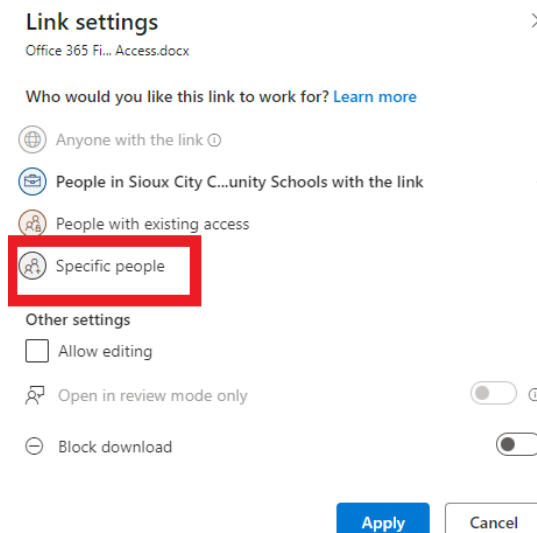 Link settings
Office 365 Fi... Access.docx
Who would you like this link to work for? Learn more
Anyone with the link
People in Sioux City C...unity Schools with the link
People with existing access
Specific people
Other settings
Allow editing
Open in review mode only
Block download
Apply Cancel